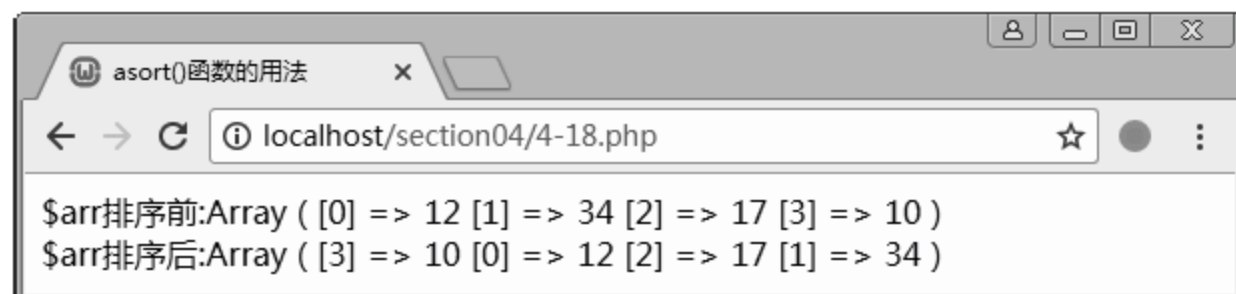 asort()函数的用法
localhost/section04/4-18.php
$arr排序前:Array ( [0] => 12 [1] => 34 [2] => 17 [3] => 10 )
$arr排序后:Array ( [3] => 10 [0] => 12 [2] => 17 [1] => 34 )